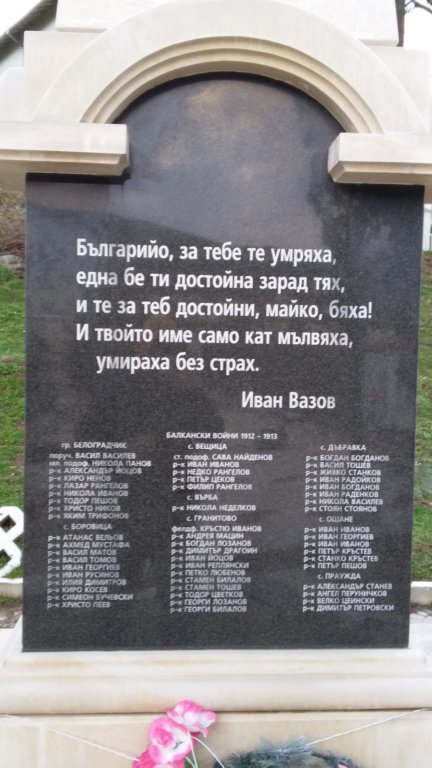 Българийо, за тебе те умряха,
една бе ти достойна зарад тях,
и те за теб достойни, майко, бяха!
И твойто име само кат мълвяха,
умираха без страх.
Иван Вазов
БАЛКАНСКИ ВОЙНИ 1912 - 1913
гр. БЕЛОГРАДЧИК
поруч. ВАСИЛ ВАСИЛЕВ
мл. подоф. НИКОЛА ПАНОВ
р-к АЛЕКСАНДЪР ЙОЦОВ
р-к КИРО НЕНОВ
р-к ЛАЗАР РАНГЕЛОВ
р-к НИКОЛА ИВАНОВ
р-к ТОДОР ПЕШОВ
р-к ХРИСТО НИКОВ
р-к ЯКИМ ТРИФОНОВ
с. БОРОВИЦА
р-к АТАНАС ВЕЛЬОВ
р-к АХМЕД МУСТАФА
р-к ВАСИЛ МАТОВ
р-к ВАСИЛ ТОМОВ
р-к ИВАН ГЕОРГИЕВ
р-к ИВАН РУСИНОВ
р-к ИЛИЯ ДИМИТРОВ
р-к КИРО КОСЕВ
р-к СИМЕОН БУЧЕВСКИ
р-к ХРИСТО ПЕЕВ
с. ВЕЩИЦА
ст. подоф. САВА НАЙДЕНОВ
р-к ИВАН ИВАНОВ
р-к НЕДКО РАНГЕЛОВ
р-к ПЕТЪР ЦЕКОВ
р-к ФИЛИП РАНГЕЛОВ
с. ВЪРБА
р-к НИКОЛА НЕДЕЛКОВ
с. ГРАНИТОВО
фелдф. КРЪСТЮ ИВАНОВ
р-к АНДРЕЯ МАЦИН
р-к БОГДАН ЛОЗАНОВ
р-к ДИМИТЪР ДРАГОИН
р-к ИВАН ЙОЦОВ
р-к ИВАН РЕПЛЯНСКИ
р-к ПЕТКО ЛЮБЕНОВ
р-к СТАМЕН БИЛАЛОВ
р-к СТАМЕН ТОШЕВ
р-к ТОДОР ЦВЕТКОВ
р-к ГЕОРГИ ЛОЗАНОВ
р-к ГЕОРГИ БИЛАЛОВ
с. ДЪБРАВКА
р-к БОГДАН БОГДАНОВ
р-к ВАСИЛ ТОШЕВ
р-к ЖИВКО СТАНКОВ
р-к ИВАН РАДОЙКОВ
р-к ИВАН БОГДАНОВ
р-к ИВАН РАДЕНКОВ
р-к НИКОЛА ВАСИЛЕВ
р-к СТОЯН СТОЯНОВ
с. ОШАНЕ
р-к ИВАН ИВАНОВ
р-к ИВАН ГЕОРГИЕВ
р-к ИВАН ИВАНОВ
р-к ПЕТЪР КРЪСТЕВ
р-к СТАНКО КРЪСТЕВ
р-к ПЕТЪР ПЕШОВ
с. ПРАУЖДА
р-к АЛЕКСАНДЪР СТАНЕВ
р-к АНГЕЛ ПЕРУНИЧКОВ
р-к ВЕЛКО ЦЕИНСКИ
р-к ДИМИТЪР ПЕТРОВСКИ